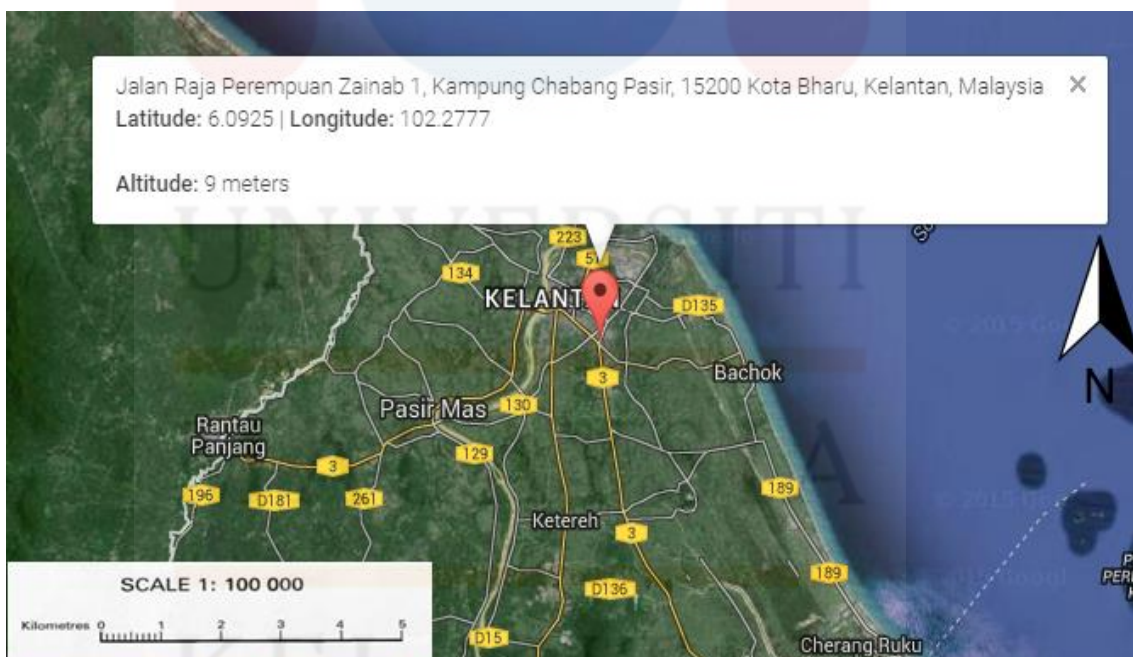 Jalan Raja Perempuan Zainab 1, Kampung Chabang Pasir, 15200 Kota Bharu, Kelantan, Malaysia ×
Latitude: 6.0925 | Longitude: 102.2777
Altitude: 9 meters
UNIVERSITI
223
57
134
KELANTAN
D135
N
3
Bachok
Pasir Mas
130
Rantau
Panjang
129
3
196
D181
261
189
Ketereh
3
189
D136
SCALE 1: 100 000
Kilometres 0 1 2 3 4 5
D15
Cherang Ruku